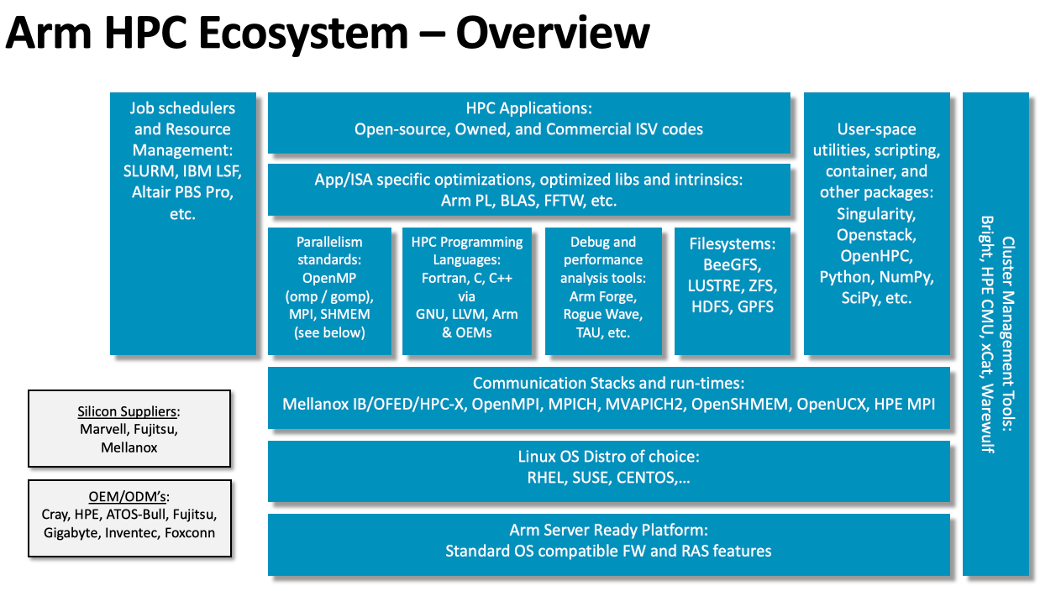 Arm HPC Ecosystem – Overview
Job schedulers
and Resource
Management:
SLURM, IBM LSF,
Altair PBS Pro,
etc.
HPC Applications:
Open-source, Owned, and Commercial ISV codes
App/ISA specific optimizations, optimized libs and intrinsics:
Arm PL, BLAS, FFTW, etc.
Parallelism
standards:
OpenMP
(omp / gomp),
MPI, SHMEM
(see below)
HPC Programming
Languages:
Fortran, C, C++
via
GNU, LLVM, Arm
& OEMs
Debug and
performance
analysis tools:
Arm Forge,
Rogue Wave,
TAU, etc.
Filesystems:
BeeGFS,
LUSTRE, ZFS,
HDFS, GPFS
User-space
utilities, scripting,
container, and
other packages:
Singularity,
Openstack,
OpenHPC,
Python, NumPy,
SciPy, etc.
Cluster Management Tools:
Bright, HPE CMU, xCat, Warewulf
Communication Stacks and run-times:
Mellanox IB/OFED/HPC-X, OpenMPI, MPICH, MVAPICH2, OpenSHMEM, OpenUCX, HPE MPI
Linux OS Distro of choice:
RHEL, SUSE, CENTOS,...
Arm Server Ready Platform:
Standard OS compatible FW and RAS features
Silicon Suppliers:
Marvell, Fujitsu,
Mellanox
OEM/ODM’s:
Cray, HPE, ATOS-Bull, Fujitsu,
Gigabyte, Inventec, Foxconn